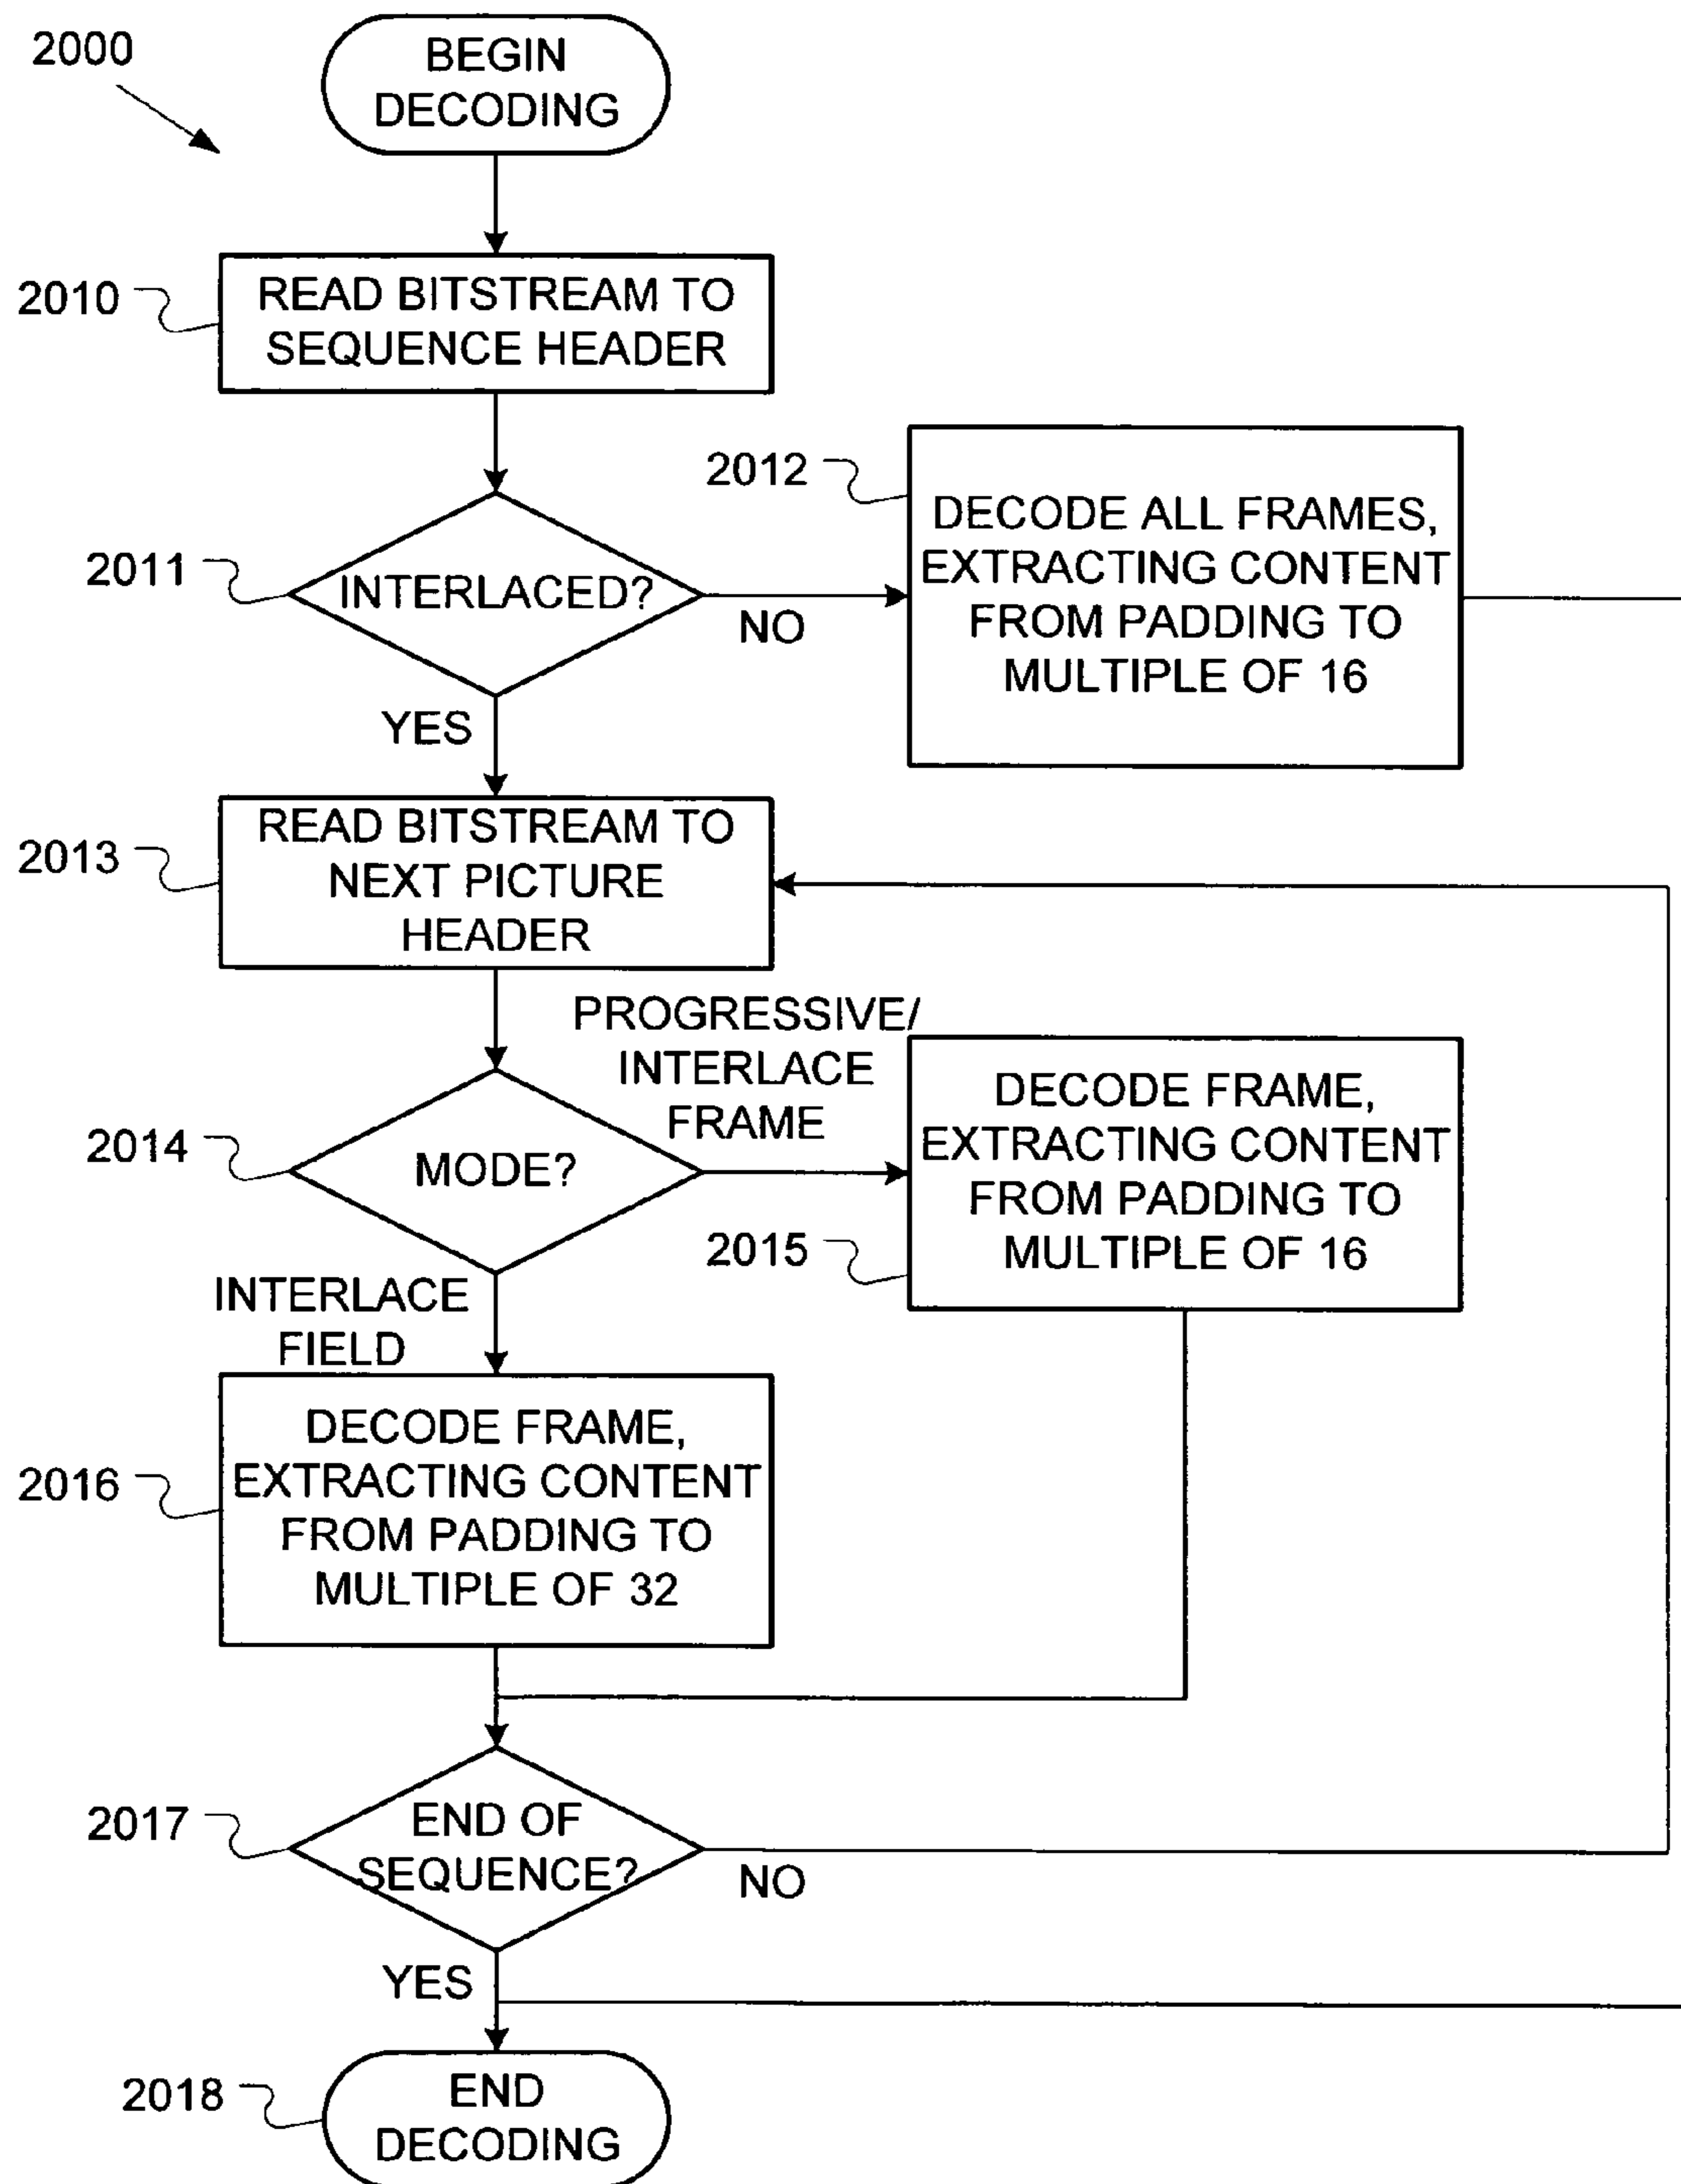 2000
BEGIN
DECODING
2010
READ BITSTREAM TO
SEQUENCE HEADER
2011
INTERLACED?
NO
YES
2012
DECODE ALL FRAMES,
EXTRACTING CONTENT
FROM PADDING TO
MULTIPLE OF 16
2013
READ BITSTREAM TO
NEXT PICTURE
HEADER
2014
MODE?
PROGRESSIVE/
INTERLACE
FRAME
2015
DECODE FRAME,
EXTRACTING CONTENT
FROM PADDING TO
MULTIPLE OF 16
INTERLACE
FIELD
2016
DECODE FRAME,
EXTRACTING CONTENT
FROM PADDING TO
MULTIPLE OF 32
2017
END OF
SEQUENCE?
NO
YES
2018
END
DECODING